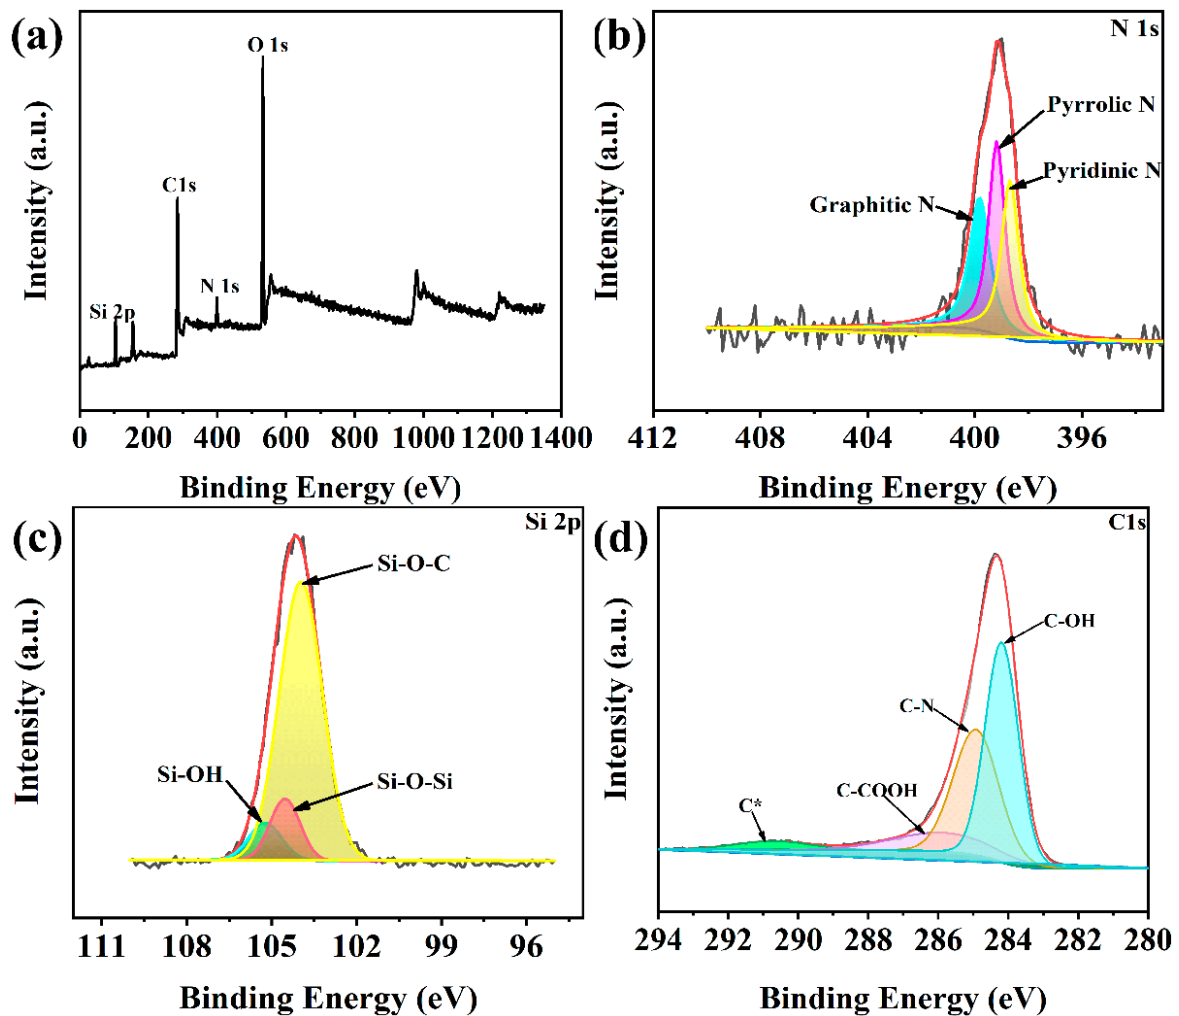 (a)
O 1s
C1s
N 1s
Si 2p
Intensity (a.u.)
0 200 400 600 800 1000 1200 1400
Binding Energy (eV)
(b)
N 1s
Pyrrolic N
Pyridinic N
Graphitic N
Intensity (a.u.)
412 408 404 400 396
Binding Energy (eV)
(c)
Si 2p
Si-O-C
Si-OH
Si-O-Si
Intensity (a.u.)
111 108 104 102 99 96
Binding Energy (eV)
(d)
C1s
C-OH
C-N
C-COOH
C*
Intensity (a.u.)
294 292 290 288 286 284 282 280
Binding Energy (eV)